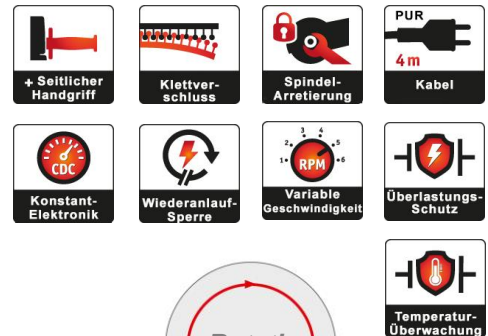 + Seitlicher
Handgriff
Klettver-
schluss
Spindel-
Arretierung
PUR
4m
Kabel
CDC
Konstant-
Elektronik
Wiederanlauf-
Sperre
1. 2. 3 4 .5 .6
RPM
Variable
Geschwindigkeit
Überlastungs-
Schutz
Temperatur-
Überwachung